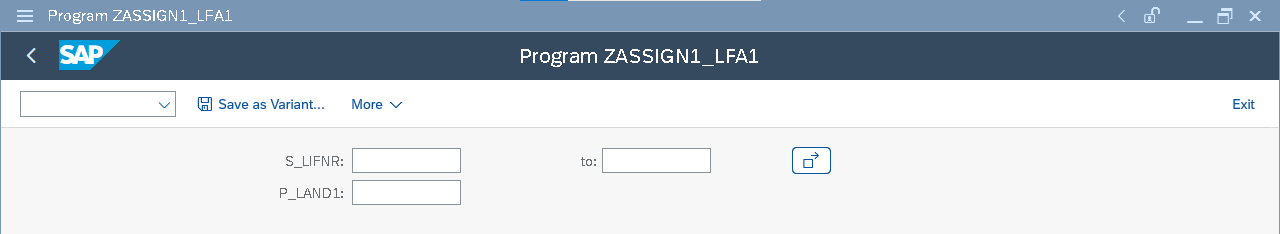 Program ZASSIGN1_LFA1
SAP Program ZASSIGN1_LFA1
Save as Variant... More Exit
S_LIFNR: to:
P_LAND1: